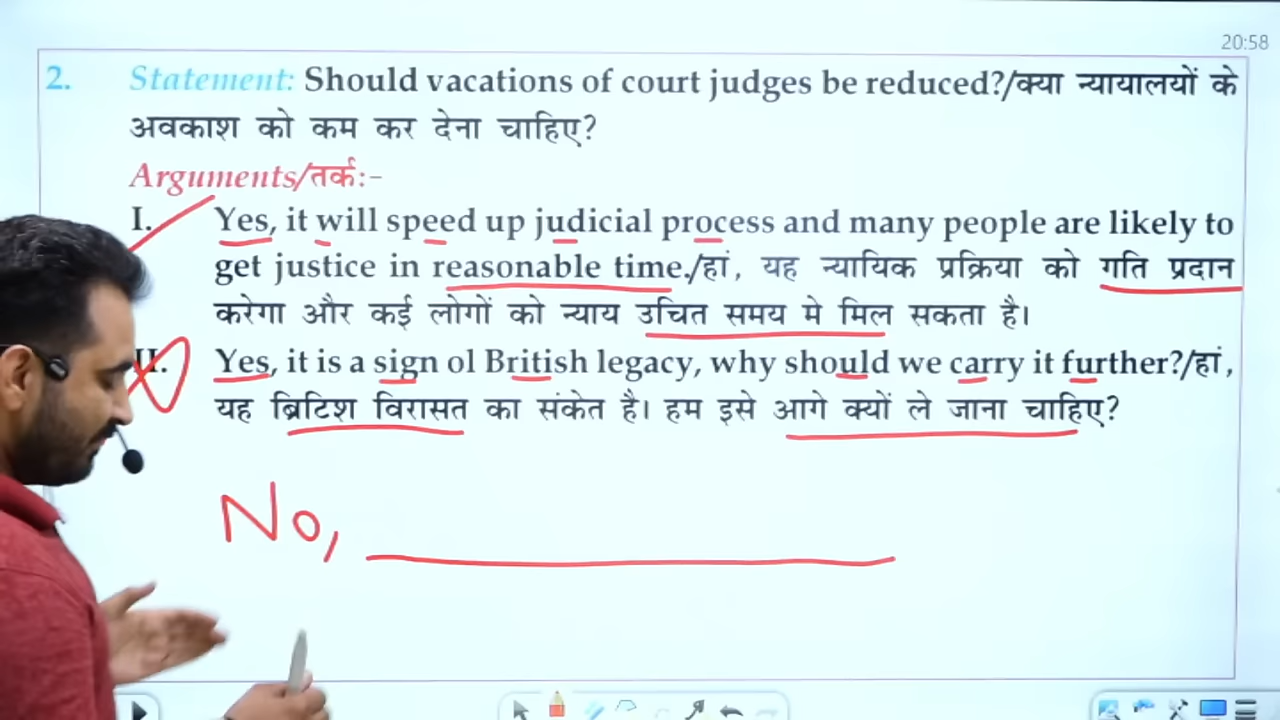 20:58
2. Statement: Should vacations of court judges be reduced?/क्या न्यायालयों के
अवकाश को कम कर देना चाहिए?
Arguments/तर्क:-
I. Yes, it will speed up judicial process and many people are likely to
get justice in reasonable time./हां, यह न्यायिक प्रक्रिया को गति प्रदान
करेगा और कई लोगों को न्याय उचित समय मे मिल सकता है।
II. Yes, it is a sign ol British legacy, why should we carry it further?/हां,
यह ब्रिटिश विरासत का संकेत है। हम इसे आगे क्यों ले जाना चाहिए?
No,